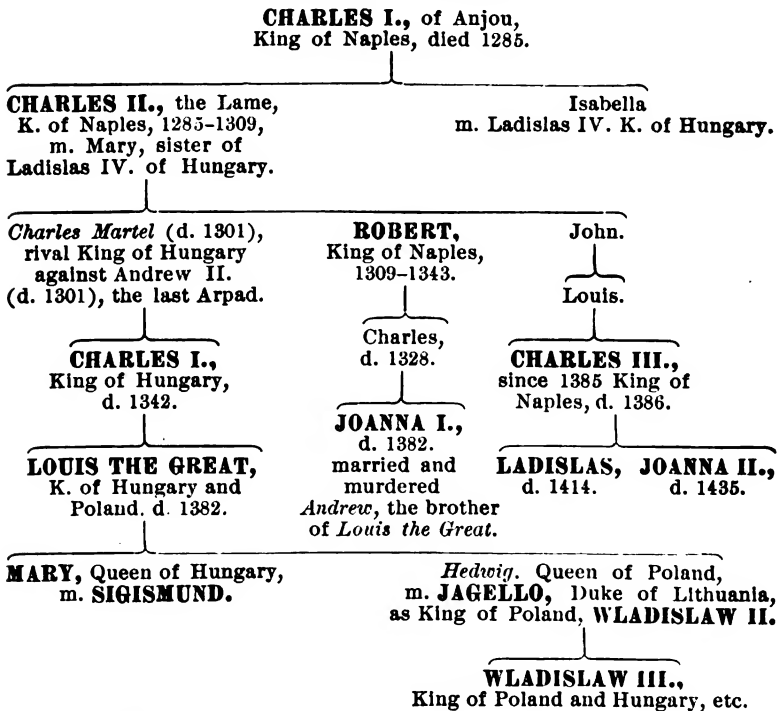 CHARLES I., of Anjou,
King of Naples, died 1285.
CHARLES II., the Lame,
K. of Naples, 1285-1309,
m. Mary, sister of
Ladislas IV. of Hungary.
Isabella
m. Ladislas IV. K. of Hungary.
Charles Martel (d. 1301),
rival King of Hungary
against Andrew II.
(d. 1301), the last Arpad.
ROBERT,
King of Naples,
1309-1343.
John.
Louis.
CHARLES I.,
King of Hungary,
d. 1342.
Charles,
d. 1328.
CHARLES III.,
since 1385 King of
Naples, d. 1386.
LOUIS THE GREAT,
K. of Hungary and
Poland. d. 1382.
JOANNA I.,
d. 1382.
married and
murdered
Andrew, the brother
of Louis the Great.
LADISLAS,
d. 1414.
JOANNA II.,
d. 1435.
MARY, Queen of Hungary,
m. SIGISMUND.
Hedwig. Queen of Poland,
m. JAGELLO, Duke of Lithuania,
as King of Poland, WLADISLAW II.
WLADISLAW III.,
King of Poland and Hungary, etc.